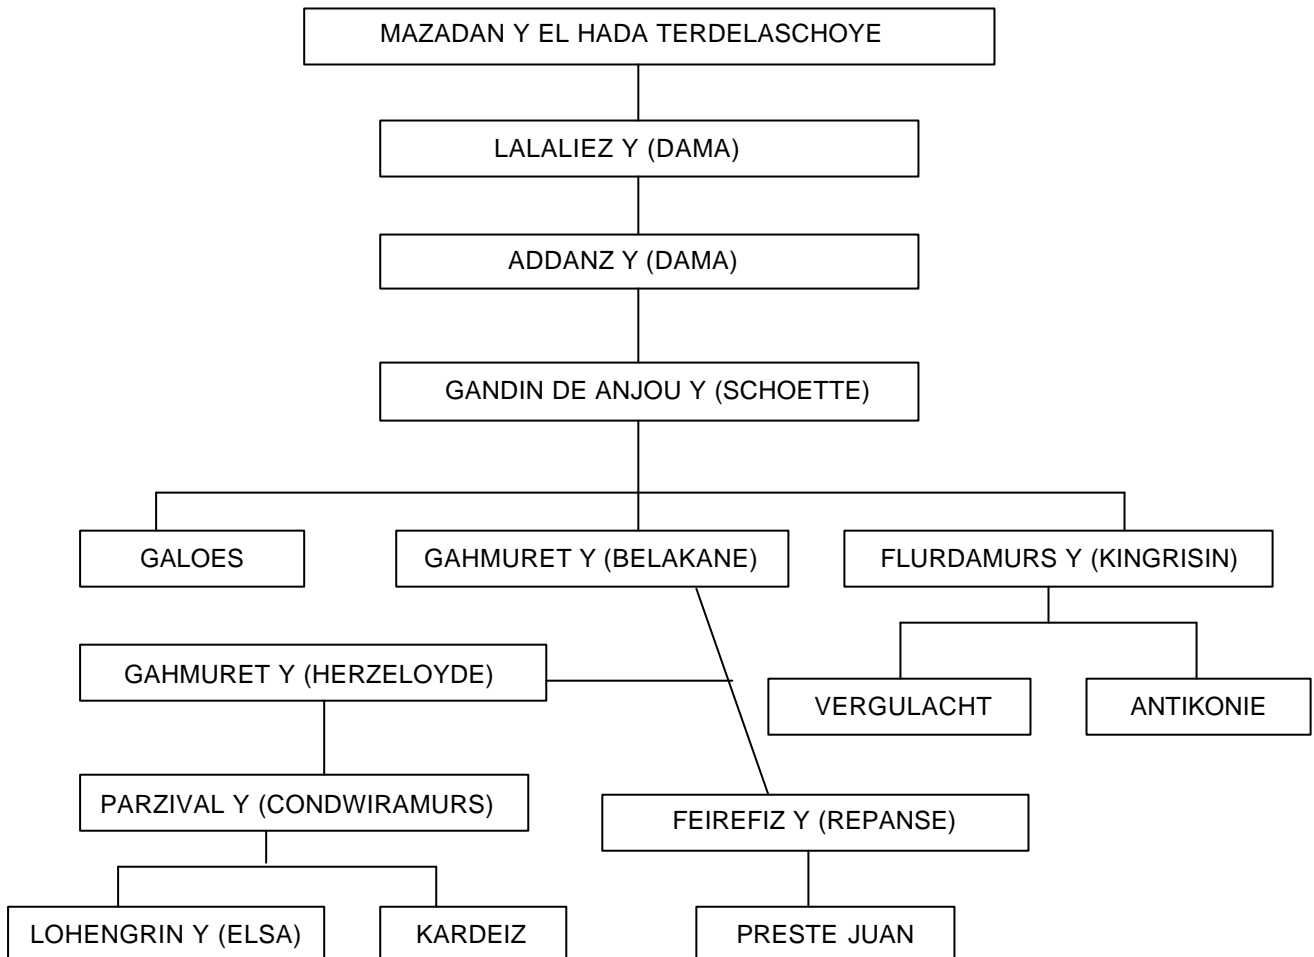 MAZADAN Y EL HADA TERDELASCHOYE
LALALIEZ Y (DAMA)
ADDANZ Y (DAMA)
GANDIN DE ANJOU Y (SCHOETTE)
GALOES
GAHMURET Y (BELAKANE)
FLURDAMURS Y (KINGRISIN)
GAHMURET Y (HERZELOYDE)
VERGULACHT
ANTIKONIE
PARZIVAL Y (CONDWIRAMURS)
FEIREFIZ Y (REPANSE)
LOHENGRIN Y (ELSA)
KARDEIZ
PRESTE JUAN